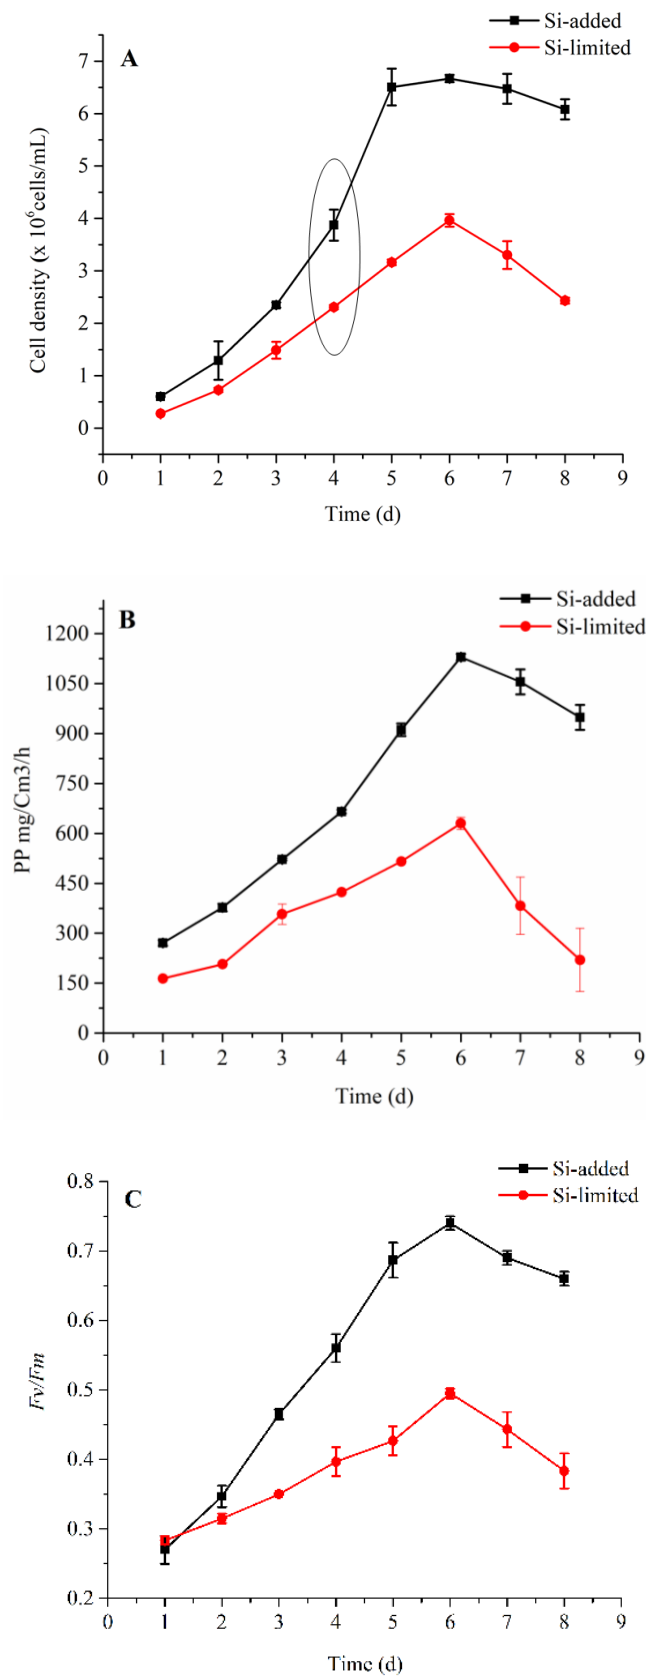 Si-added
Si-limited
A
7
6
5
4
3
2
1
0
Cell density (x 10⁶cells/mL)
0 1 2 3 4 5 6 7 8 9
Time (d)
Si-added
Si-limited
B
1200
1050
900
750
600
450
300
150
0
PP mg/Cm3/h
0 1 2 3 4 5 6 7 8 9
Time (d)
Si-added
Si-limited
C
0.8
0.7
0.6
0.5
0.4
0.3
0.2
Fv/Fm
0 1 2 3 4 5 6 7 8 9
Time (d)